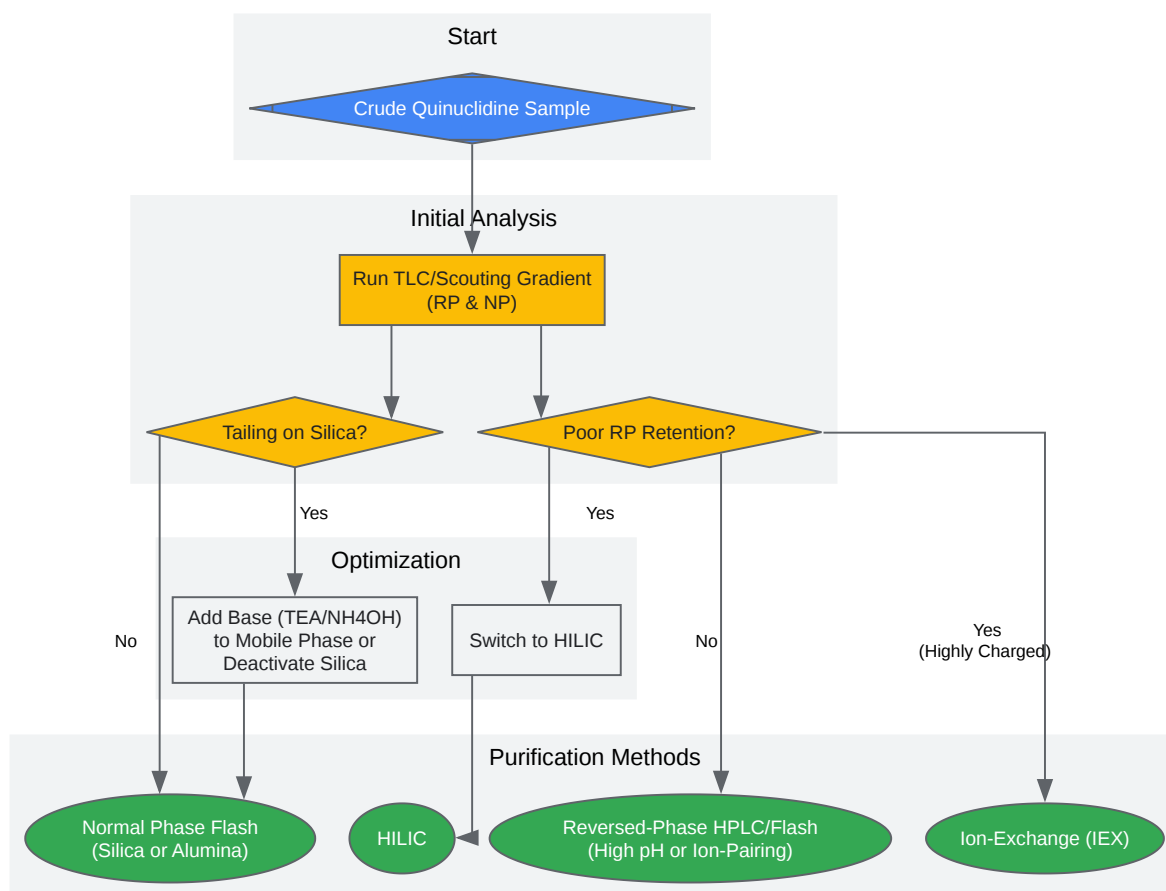 Start
Crude Quinuclidine Sample
Initial Analysis
Run TLC/Scouting Gradient
(RP & NP)
Tailing on Silica?
Poor RP Retention?
Yes
Yes
Optimization
Add Base (TEA/NH4OH)
to Mobile Phase or
Deactivate Silica
Switch to HILIC
No
No
Yes
(Highly Charged)
Purification Methods
Normal Phase Flash
(Silica or Alumina)
HILIC
Reversed-Phase HPLC/Flash
(High pH or Ion-Pairing)
Ion-Exchange (IEX)